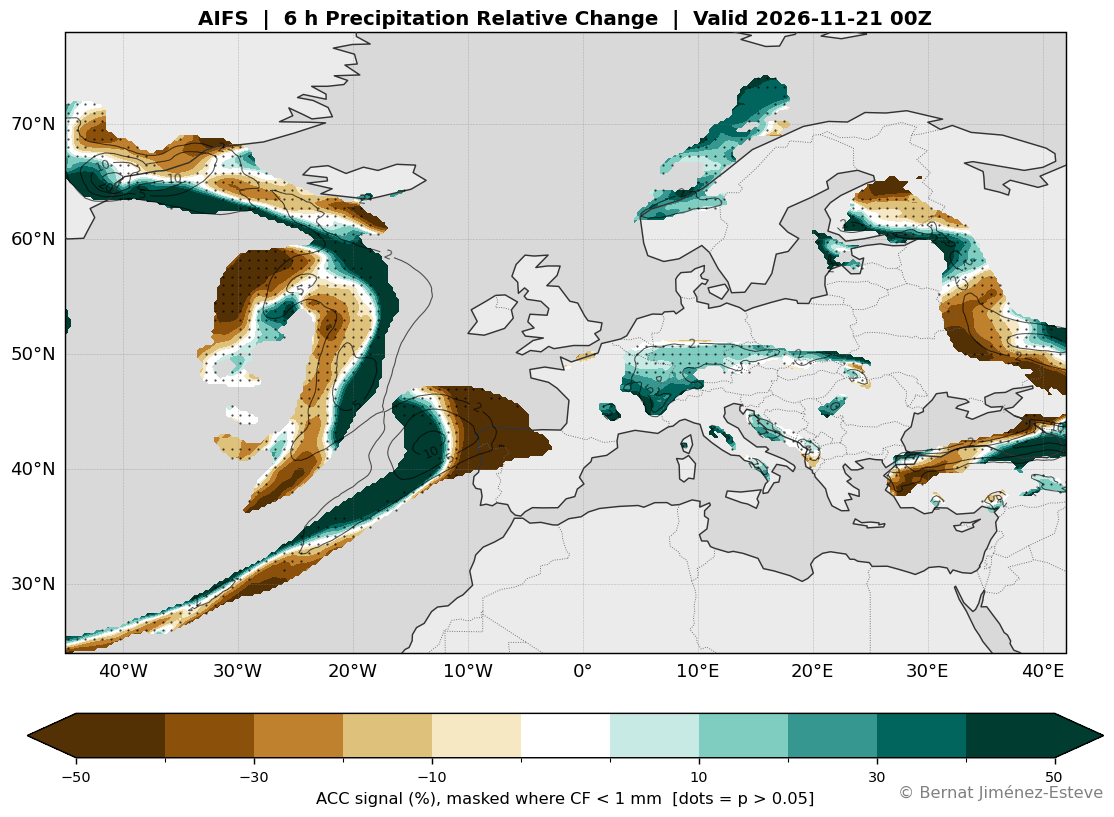 AIFS | 6 h Precipitation Relative Change | Valid 2026-11-21 00Z
70°N
60°N
50°N
40°N
30°N
40°W 30°W 20°W 10°W 0° 10°E 20°E 30°E 40°E
−50 −30 −10 10 30 50
ACC signal (%), masked where CF < 1 mm [dots = p > 0.05]
© Bernat Jiménez-Esteve